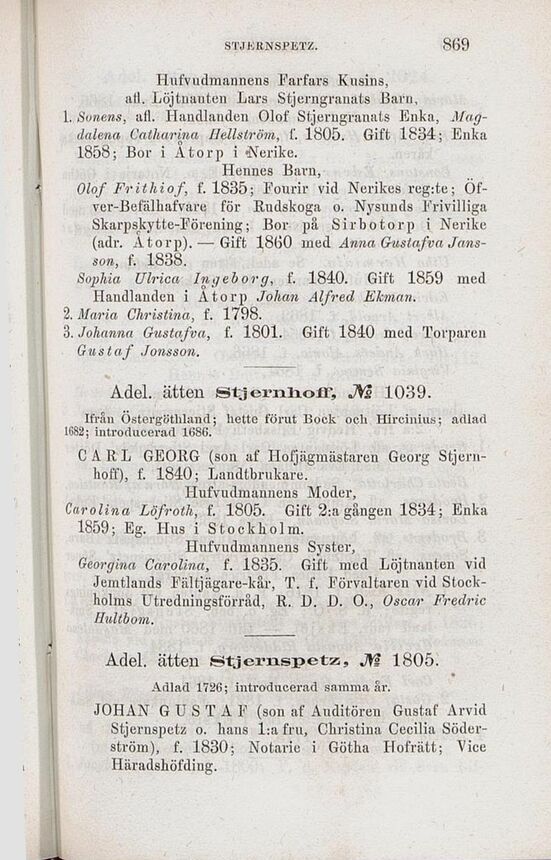 STJERNSPETZ. 869
Hufvudmannens Farfars Kusins,
afl. Löjtnanten Lars Stjerngranats Barn,
1. Sonens, afl. Handlanden Olof Stjerngranats Enka, Mag-
dalena Catharina Hellström, f. 1805. Gift 1834; Enka
1858; Bor i Åtorp i Nerike.
Hennes Barn,
Olof Frithiof, f. 1835; Fourir vid Nerikes reg:te; Öf-
ver-Befälhafvare för Rudskoga o. Nysunds Frivilliga
Skarpskytte-Förening; Bor på Sirbotorp i Nerike
(adr. Åtorp). — Gift 1860 med Anna Gustafva Jans-
son, f. 1838.
Sophia Ulrica Ingeborg, f. 1840. Gift 1859 med
Handlanden i Åtorp Johan Alfred Ekman.
2. Maria Christina, f. 1798.
3. Johanna Gustafva, f. 1801. Gift 1840 med Torparen
Gustaf Jonsson.
Adel. ätten Stjernhoff, № 1039.
Ifrån Östergöthland; hette förut Bock och Hircinius; adlad
1682; introducerad 1686.
CARL GEORG (son af Hofjägmästaren Georg Stjern-
hoff), f. 1840; Landtbrukare.
Hufvudmannens Moder,
Carolina Löfroth, f. 1805. Gift 2:a gången 1834; Enka
1859; Eg. Hus i Stockholm.
Hufvudmannens Syster,
Georgina Carolina, f. 1835. Gift med Löjtnanten vid
Jemtlands Fältjägare-kår, T. f. Förvaltaren vid Stock-
holms Utredningsförråd, R. D. D. O., Oscar Fredric
Hultbom.
Adel. ätten Stjernspetz, № 1805.
Adlad 1726; introducerad samma år.
JOHAN GUSTAF (son af Auditören Gustaf Arvid
Stjernspetz o. hans 1:a fru, Christina Cecilia Söder-
ström), f. 1830; Notarie i Götha Hofrätt; Vice
Häradshöfding.